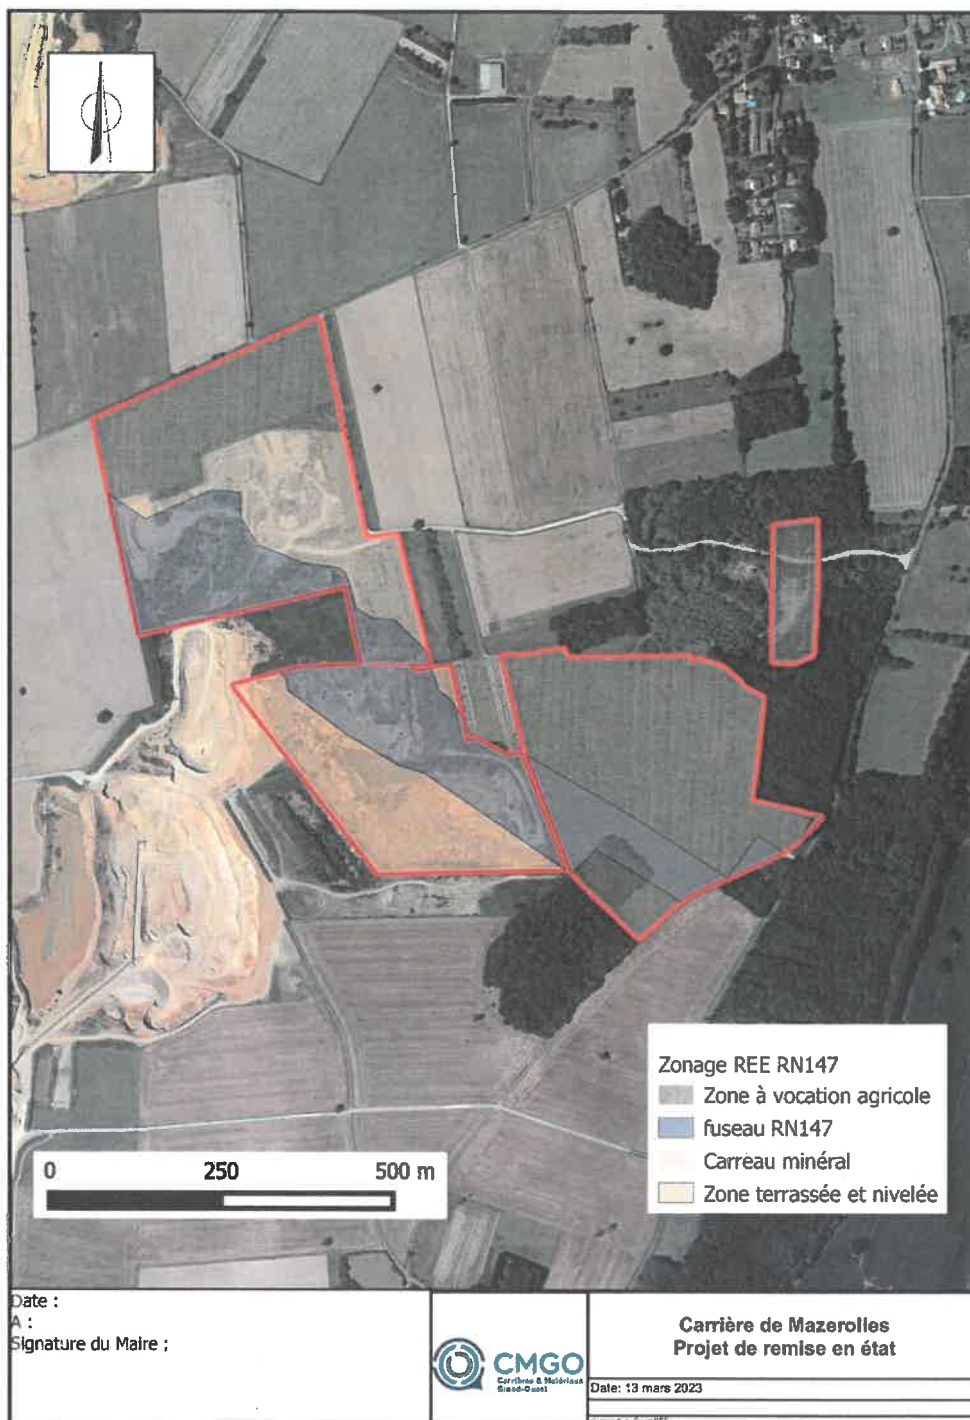 Zonage REE RN147
Zone à vocation agricole
fuseau RN147
Carreau minéral
Zone terrassée et nivelée
0 250 500 m
Date :
A :
Signature du Maire :
CMGO
Carrières & Matériaux
Grand-Ouest
Carrière de Mazerolles
Projet de remise en état
Date: 13 mars 2023